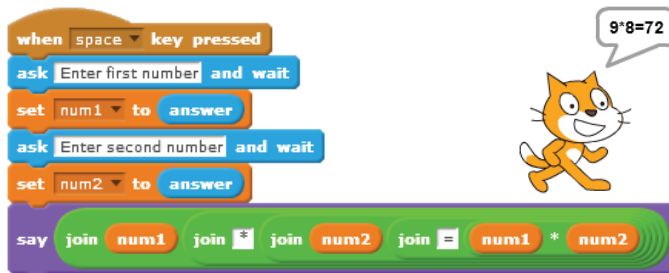 when space key pressed
ask Enter first number and wait
set num1 to answer
ask Enter second number and wait
set num2 to answer
say join num1 join * join num2 join = num1 * num2
9*8=72